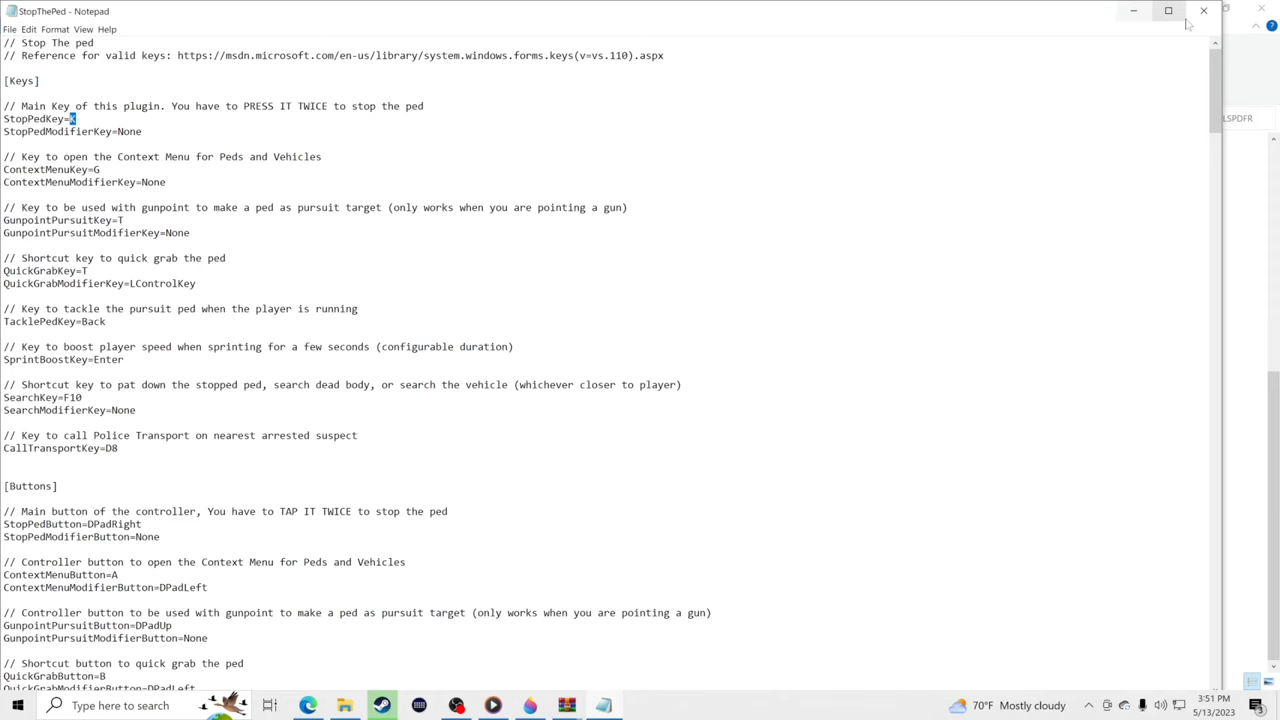 StopThePed - Notepad
File Edit Format View Help
// Stop The ped
// Reference for valid keys: https://msdn.microsoft.com/en-us/library/system.windows.forms.keys(v=vs.110).aspx
[Keys]
// Main Key of this plugin. You have to PRESS IT TWICE to stop the ped
StopPedKey=K
StopPedModifierKey=None
// Key to open the Context Menu for Peds and Vehicles
ContextMenuKey=G
ContextMenuModifierKey=None
// Key to be used with gunpoint to make a ped as pursuit target (only works when you are pointing a gun)
GunpointPursuitKey=T
GunpointPursuitModifierKey=None
// Shortcut key to quick grab the ped
QuickGrabKey=T
QuickGrabModifierKey=LControlKey
// Key to tackle the pursuit ped when the player is running
TacklePedKey=Back
// Key to boost player speed when sprinting for a few seconds (configurable duration)
SprintBoostKey=Enter
// Shortcut key to pat down the stopped ped, search dead body, or search the vehicle (whichever closer to player)
SearchKey=F10
SearchModifierKey=None
// Key to call Police Transport on nearest arrested suspect
CallTransportKey=D8
[Buttons]
// Main button of the controller, You have to TAP IT TWICE to stop the ped
StopPedButton=DPadRight
StopPedModifierButton=None
// Controller button to open the Context Menu for Peds and Vehicles
ContextMenuButton=A
ContextMenuModifierButton=DPadLeft
// Controller button to be used with gunpoint to make a ped as pursuit target (only works when you are pointing a gun)
GunpointPursuitButton=DPadUp
GunpointPursuitModifierButton=None
// Shortcut button to quick grab the ped
QuickGrabButton=B
QuickGrabModifierButton=DPadLeft
LSPDFR
Type here to search
70°F Mostly cloudy
3:51 PM
5/13/2023
3